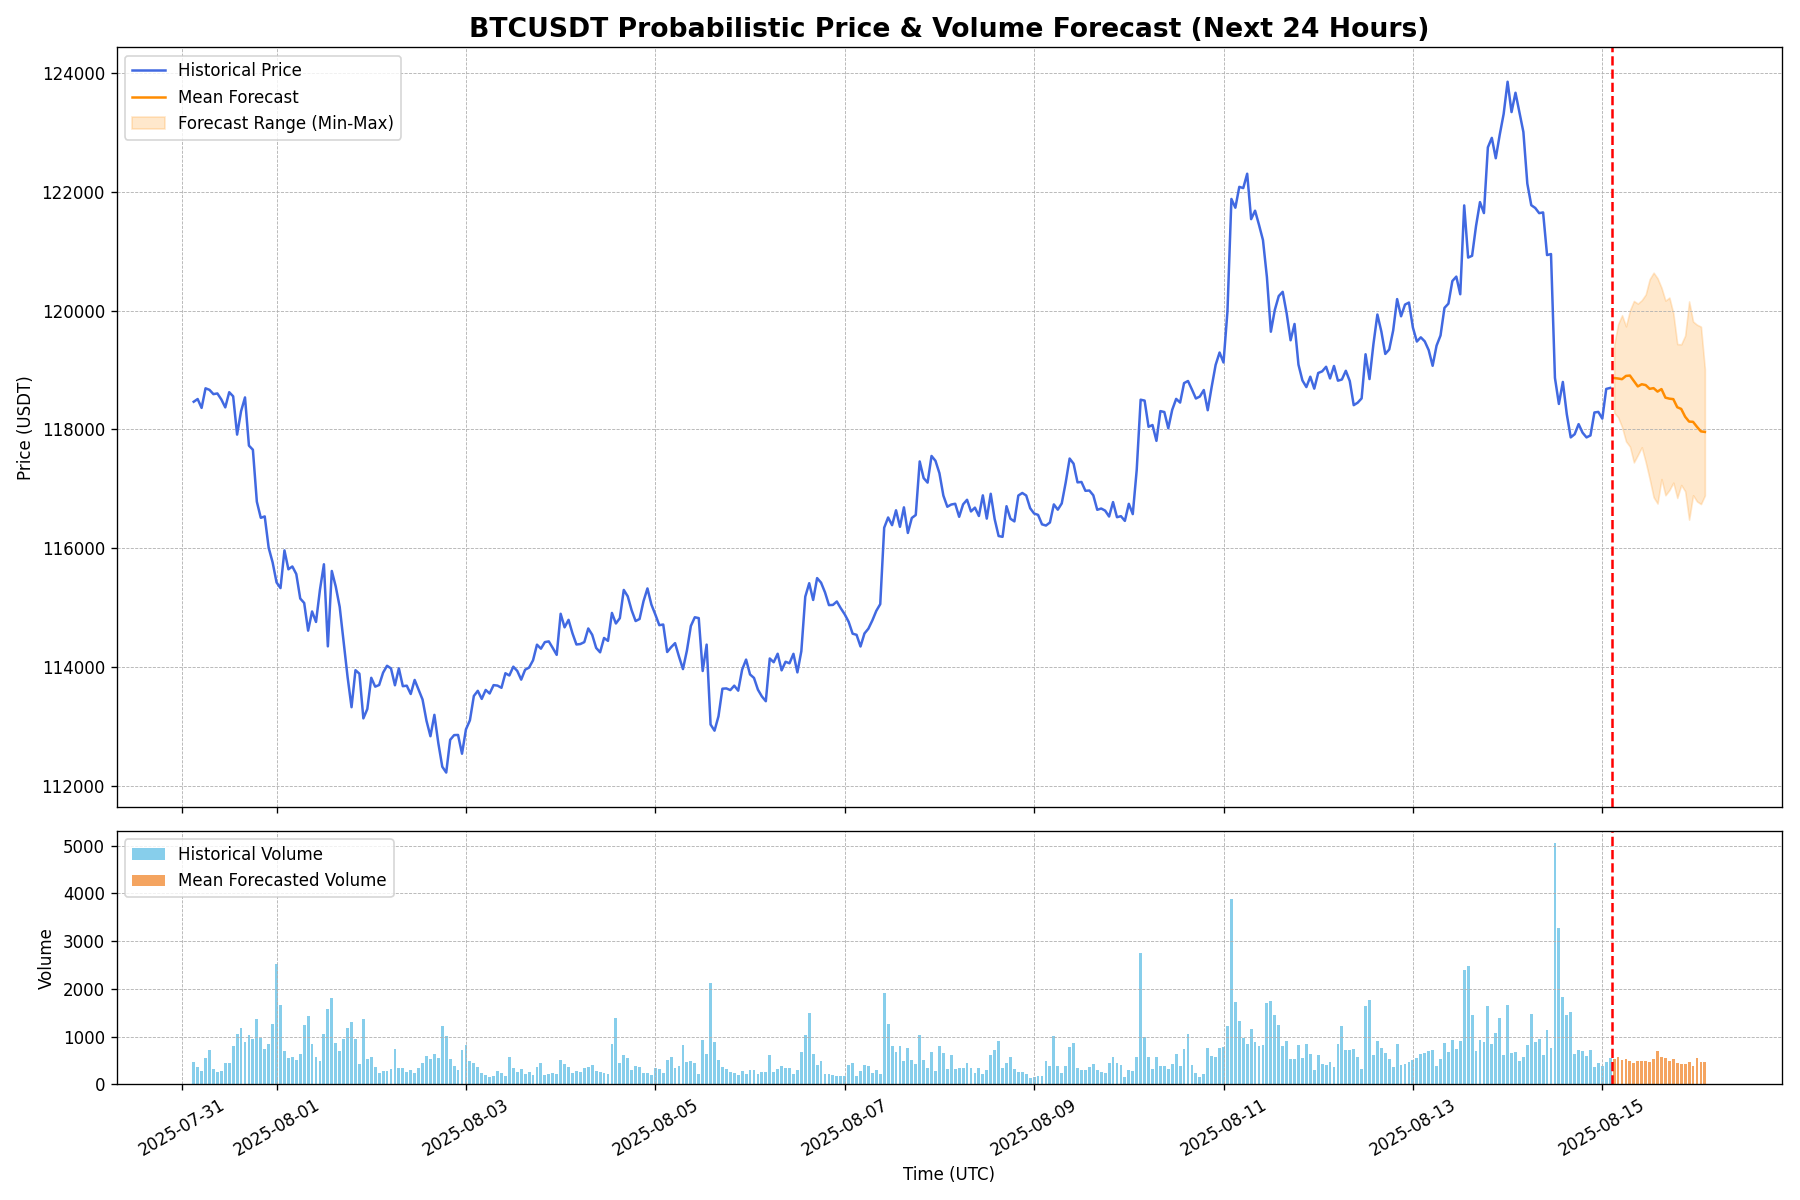 BTCUSDT Probabilistic Price & Volume Forecast (Next 24 Hours)
Historical Price
Mean Forecast
Forecast Range (Min-Max)
124000
122000
120000
118000
116000
114000
112000
Price (USDT)
Historical Volume
Mean Forecasted Volume
5000
4000
3000
2000
1000
0
Volume
2025-07-31
2025-08-01
2025-08-03
2025-08-05
2025-08-07
2025-08-09
2025-08-11
2025-08-13
2025-08-15
Time (UTC)